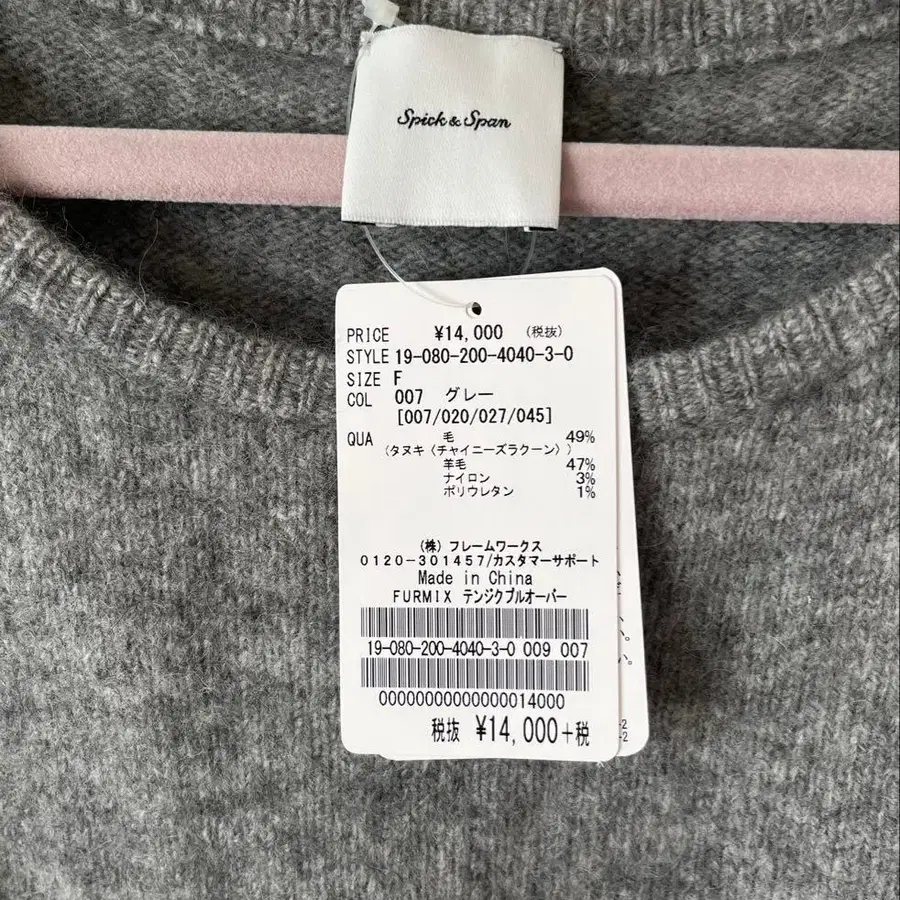 Spick & Span
PRICE ¥14,000 (税抜)
STYLE 19-080-200-4040-3-0
SIZE F
COL 007 グレー
[007/020/027/045]
QUA 毛 49%
(タヌキ〈チャイニーズラクーン〉)
羊毛 47%
ナイロン 3%
ポリウレタン 1%
(株) フレームワークス
0120-301457/カスタマーサポート
Made in China
FURMIX テンジクプルオーバー
19-080-200-4040-3-0 009 007
00000000000000014000
税抜 ¥14,000+税